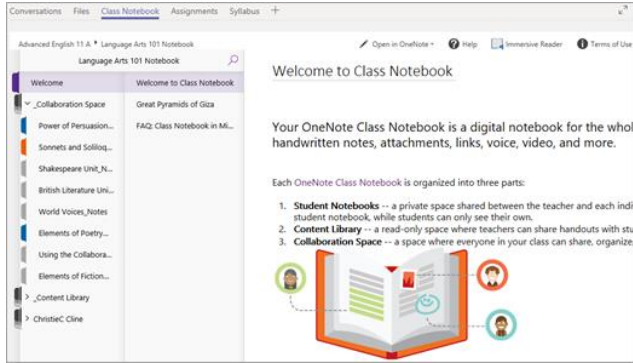 Conversations Files Class Notebook Assignments Syllabus +
Advanced English 11 A Language Arts 101 Notebook
Open in OneNote
Help
Immersive Reader
Terms of Use
Language Arts 101 Notebook
Welcome
_Collaboration Space
Power of Persuasion...
Sonnets and Soliloq...
Shakespeare Unit_N...
British Literature Uni...
World Voices_Notes
Elements of Poetry...
Using the Collabora...
Elements of Fiction...
_Content Library
ChristieC Cline
Welcome to Class Notebook
Great Pyramids of Giza
FAQ: Class Notebook in Mi...
Welcome to Class Notebook
Your OneNote Class Notebook is a digital notebook for the whol
handwritten notes, attachments, links, voice, video, and more.
Each OneNote Class Notebook is organized into three parts:
1. Student Notebooks -- a private space shared between the teacher and each indi
student notebook, while students can only see their own.
2. Content Library -- a read-only space where teachers can share handouts with stu
3. Collaboration Space -- a space where everyone in your class can share, organize,